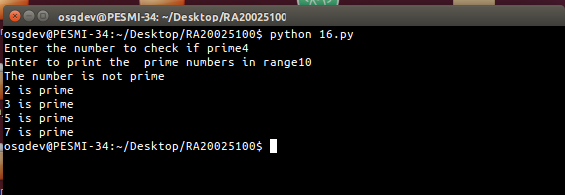 osgdev@PESMI-34: ~/Desktop/RA20025100
osgdev@PESMI-34:~/Desktop/RA20025100$ python 16.py
Enter the number to check if prime4
Enter to print the  prime numbers in range10
The number is not prime
2 is prime
3 is prime
5 is prime
7 is prime
osgdev@PESMI-34:~/Desktop/RA20025100$